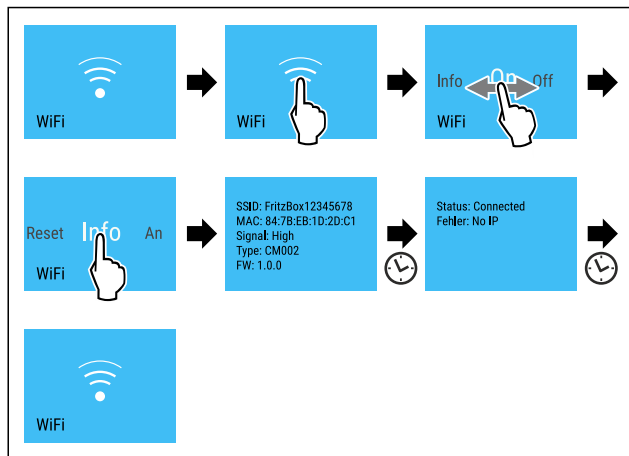 WiFi
WiFi
Info On Off
WiFi
Reset Info An
WiFi
SSID: FritzBox12345678
MAC: 84:7B:EB:1D:2D:C1
Signal: High
Type: CM002
FW: 1.0.0
Status: Connected
Fehler: No IP
WiFi